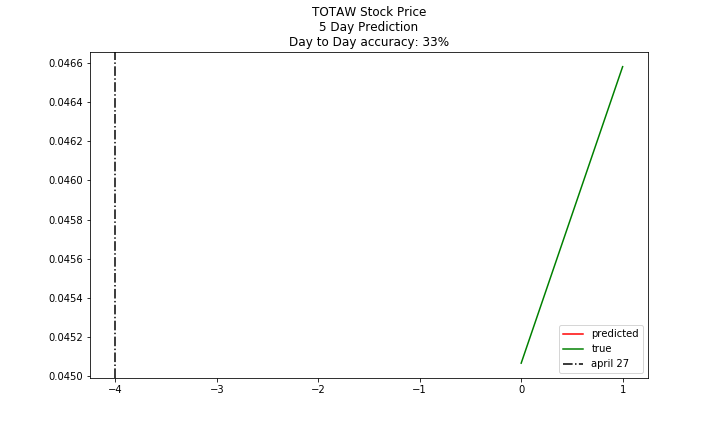 TOTAW Stock Price
5 Day Prediction
Day to Day accuracy: 33%
0.0466
0.0464
0.0462
0.0460
0.0458
0.0456
0.0454
0.0452
0.0450
−4
−3
−2
−1
0
1
predicted
true
april 27